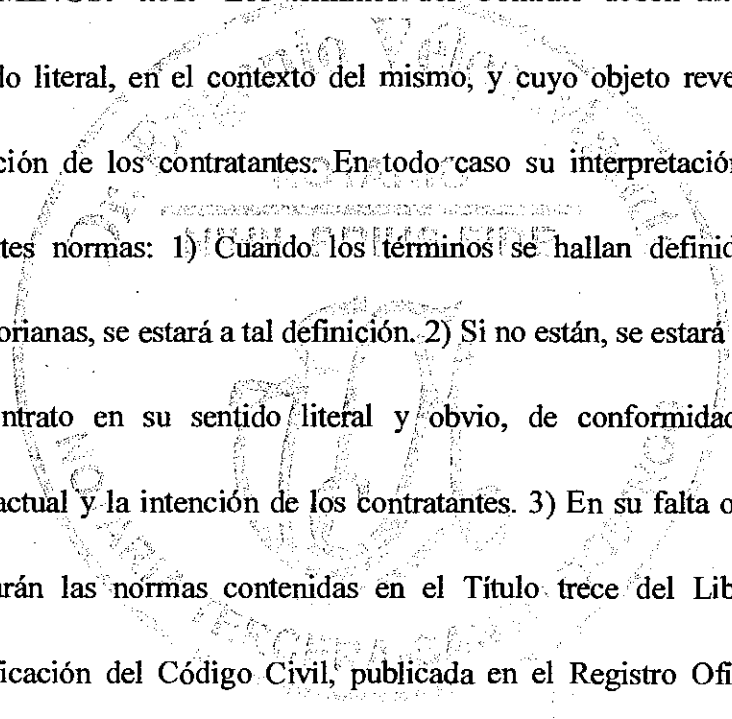 do literal, en el contexto del mismo, y cuyo objeto reve
ción de los contratantes. En todo caso su interpretación
tes normas: 1) Cuando los términos se hallan definid
orianas, se estará a tal definición. 2) Si no están, se estará
ntrato en su sentido literal y obvio, de conformidad
actual y la intención de los contratantes. 3) En su falta o
arán las normas contenidas en el Título trece del Lib
ficación del Código Civil, publicada en el Registro Ofi